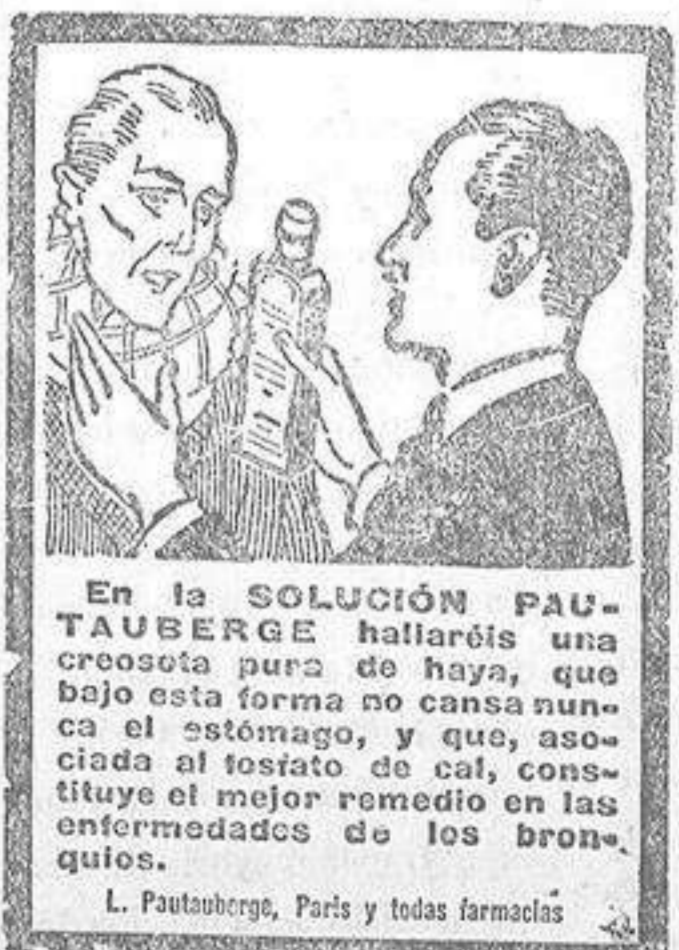 En la SOLUCIÓN PAU-
TAUBERGE hallaréis una
creosota pura de haya, que
bajo esta forma no cansa nun-
ca el estómago, y que, aso-
ciada al fosfato de cal, cons-
tituye el mejor remedio en las
enfermedades de los bron-
quios.
L. Pautauberge, Paris y todas farmacias